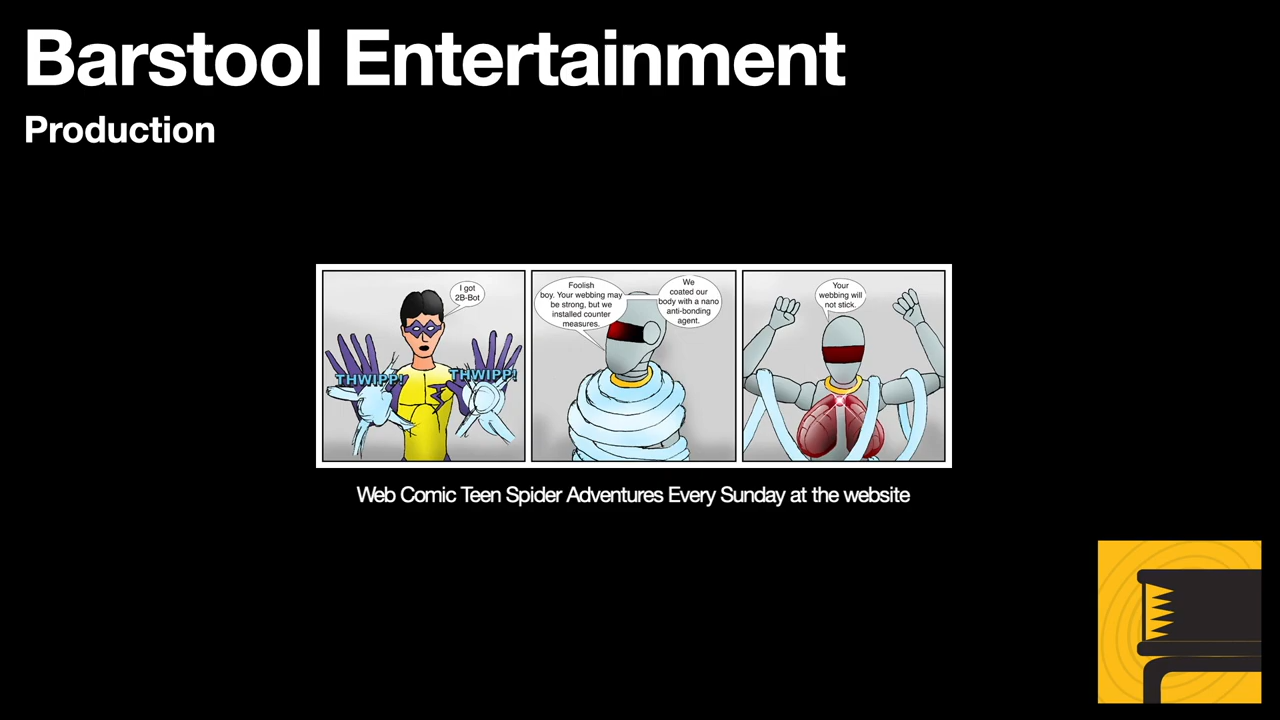 Barstool Entertainment
Production
I got
2B-Bot
THWIPP!
THWIPP!
Foolish
boy. Your webbing may
be strong, but we
installed counter
measures.
We
coated our
body with a nano
anti-bonding
agent.
Your
webbing will
not stick.
Web Comic Teen Spider Adventures Every Sunday at the website